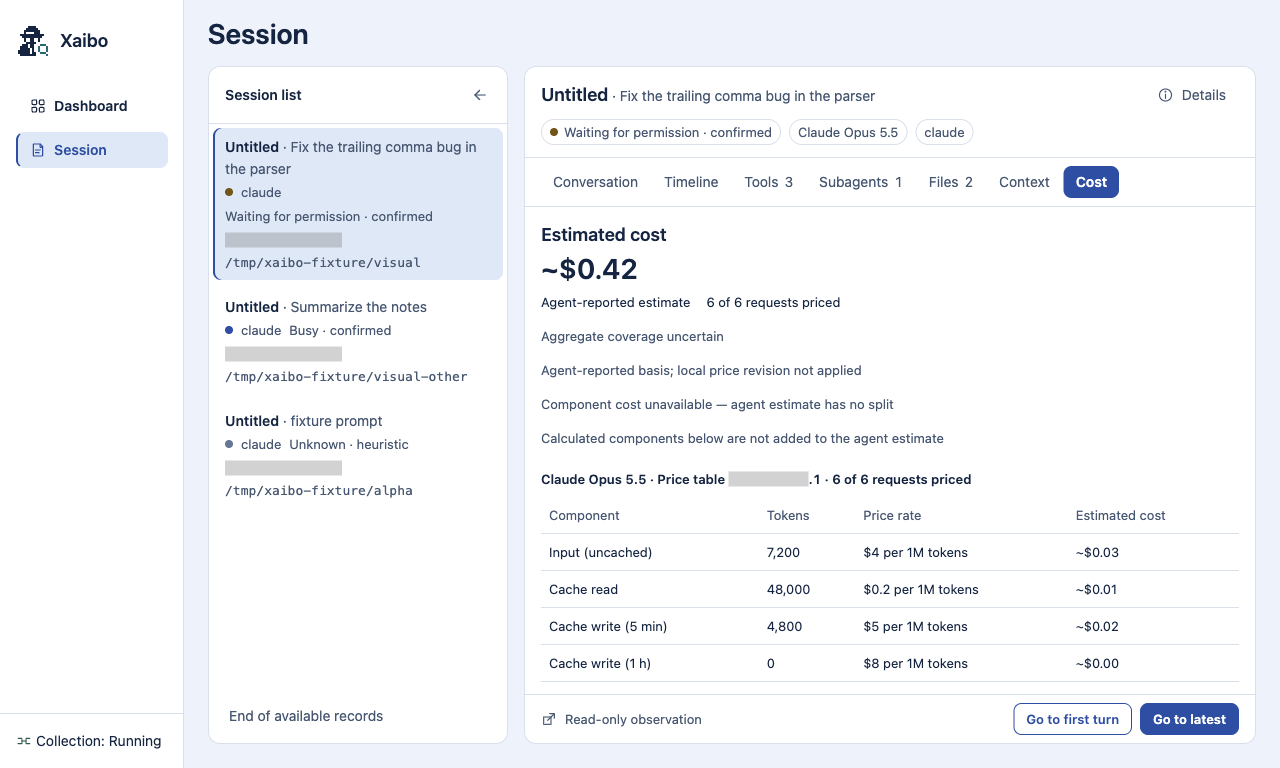 Xaibo
Dashboard
Session
Collection: Running
Session
Session list
Untitled · Fix the trailing comma bug in
the parser
claude
Waiting for permission · confirmed
/tmp/xaibo-fixture/visual
Untitled · Summarize the notes
claude Busy · confirmed
/tmp/xaibo-fixture/visual-other
Untitled · fixture prompt
claude Unknown · heuristic
/tmp/xaibo-fixture/alpha
End of available records
Untitled · Fix the trailing comma bug in the parser
Details
Waiting for permission · confirmed
Claude Opus 5.5
claude
Conversation Timeline Tools 3 Subagents 1 Files 2 Context Cost
Estimated cost
~$0.42
Agent-reported estimate 6 of 6 requests priced
Aggregate coverage uncertain
Agent-reported basis; local price revision not applied
Component cost unavailable — agent estimate has no split
Calculated components below are not added to the agent estimate
Claude Opus 5.5 · Price table .1 · 6 of 6 requests priced
Component Tokens Price rate Estimated cost
Input (uncached) 7,200 $4 per 1M tokens ~$0.03
Cache read 48,000 $0.2 per 1M tokens ~$0.01
Cache write (5 min) 4,800 $5 per 1M tokens ~$0.02
Cache write (1 h) 0 $8 per 1M tokens ~$0.00
Read-only observation
Go to first turn
Go to latest